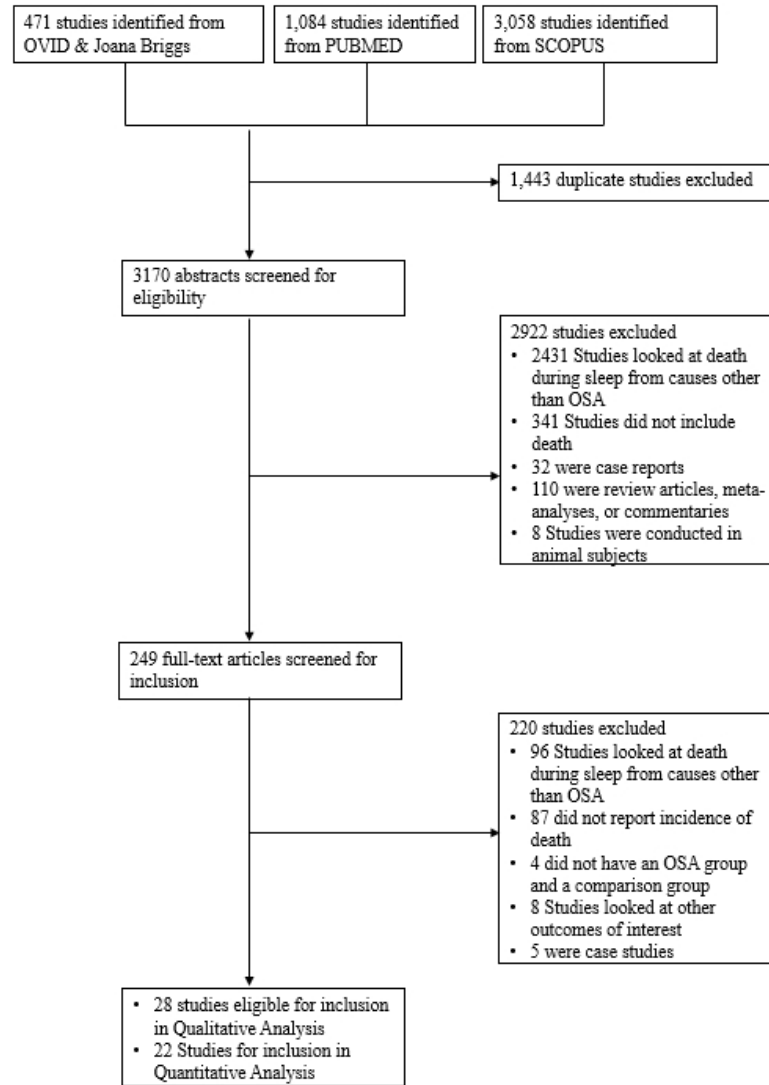 471 studies identified from
OVID & Joana Briggs
1,084 studies identified
from PUBMED
3,058 studies identified
from SCOPUS
1,443 duplicate studies excluded
3170 abstracts screened for
eligibility
2922 studies excluded
• 2431 Studies looked at death
during sleep from causes other
than OSA
• 341 Studies did not include
death
• 32 were case reports
• 110 were review articles, meta-
analyses, or commentaries
• 8 Studies were conducted in
animal subjects
249 full-text articles screened for
inclusion
220 studies excluded
• 96 Studies looked at death
during sleep from causes other
than OSA
• 87 did not report incidence of
death
• 4 did not have an OSA group
and a comparison group
• 8 Studies looked at other
outcomes of interest
• 5 were case studies
• 28 studies eligible for inclusion
in Qualitative Analysis
• 22 Studies for inclusion in
Quantitative Analysis